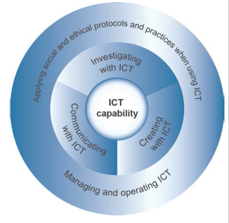 Applying social and ethical protocols and practices when using ICT
Investigating
with ICT
ICT
capability
Communicating
with ICT
Creating
with ICT
Managing and operating ICT